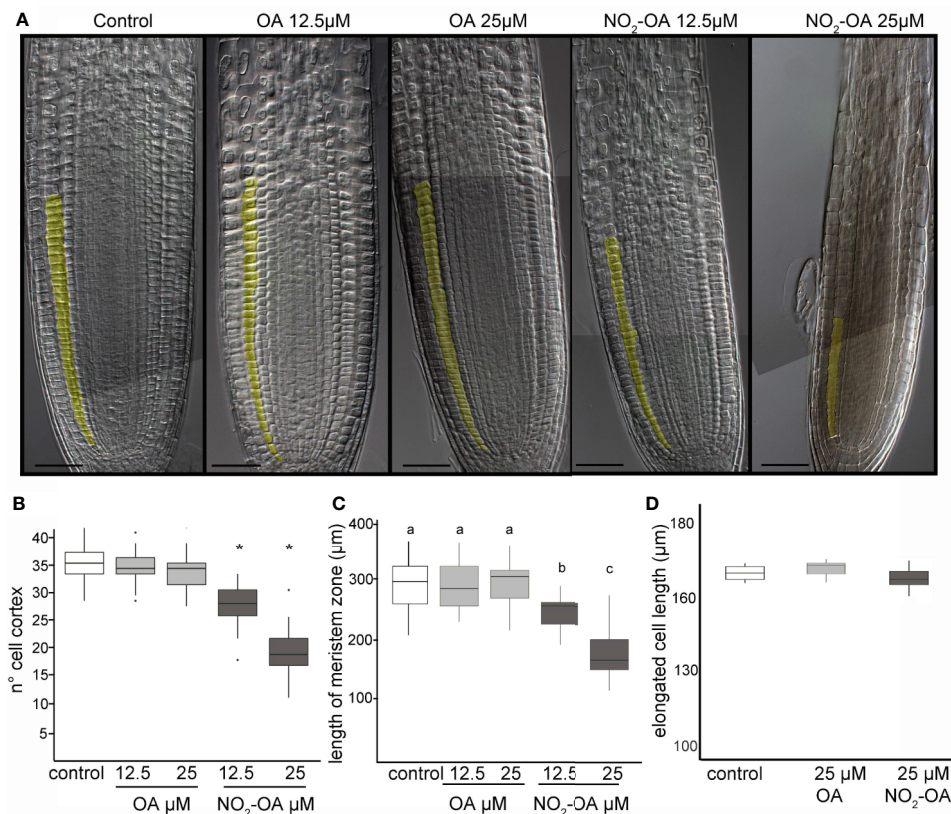 A
Control
OA 12.5µM
OA 25µM
NO2-OA 12.5µM
NO2-OA 25µM
B
n° cell cortex
40
35
30
25
20
15
10
5
control
12.5
25
12.5
25
OA µM
NO2-OA µM
C
length of meristem zone (µm)
400
300
200
100
a
a
a
b
c
control
12.5
25
12.5
25
OA µM
NO2-OA µM
D
elongated cell length (µm)
180
160
130
100
control
25 µM
OA
25 µM
NO2-OA
* *